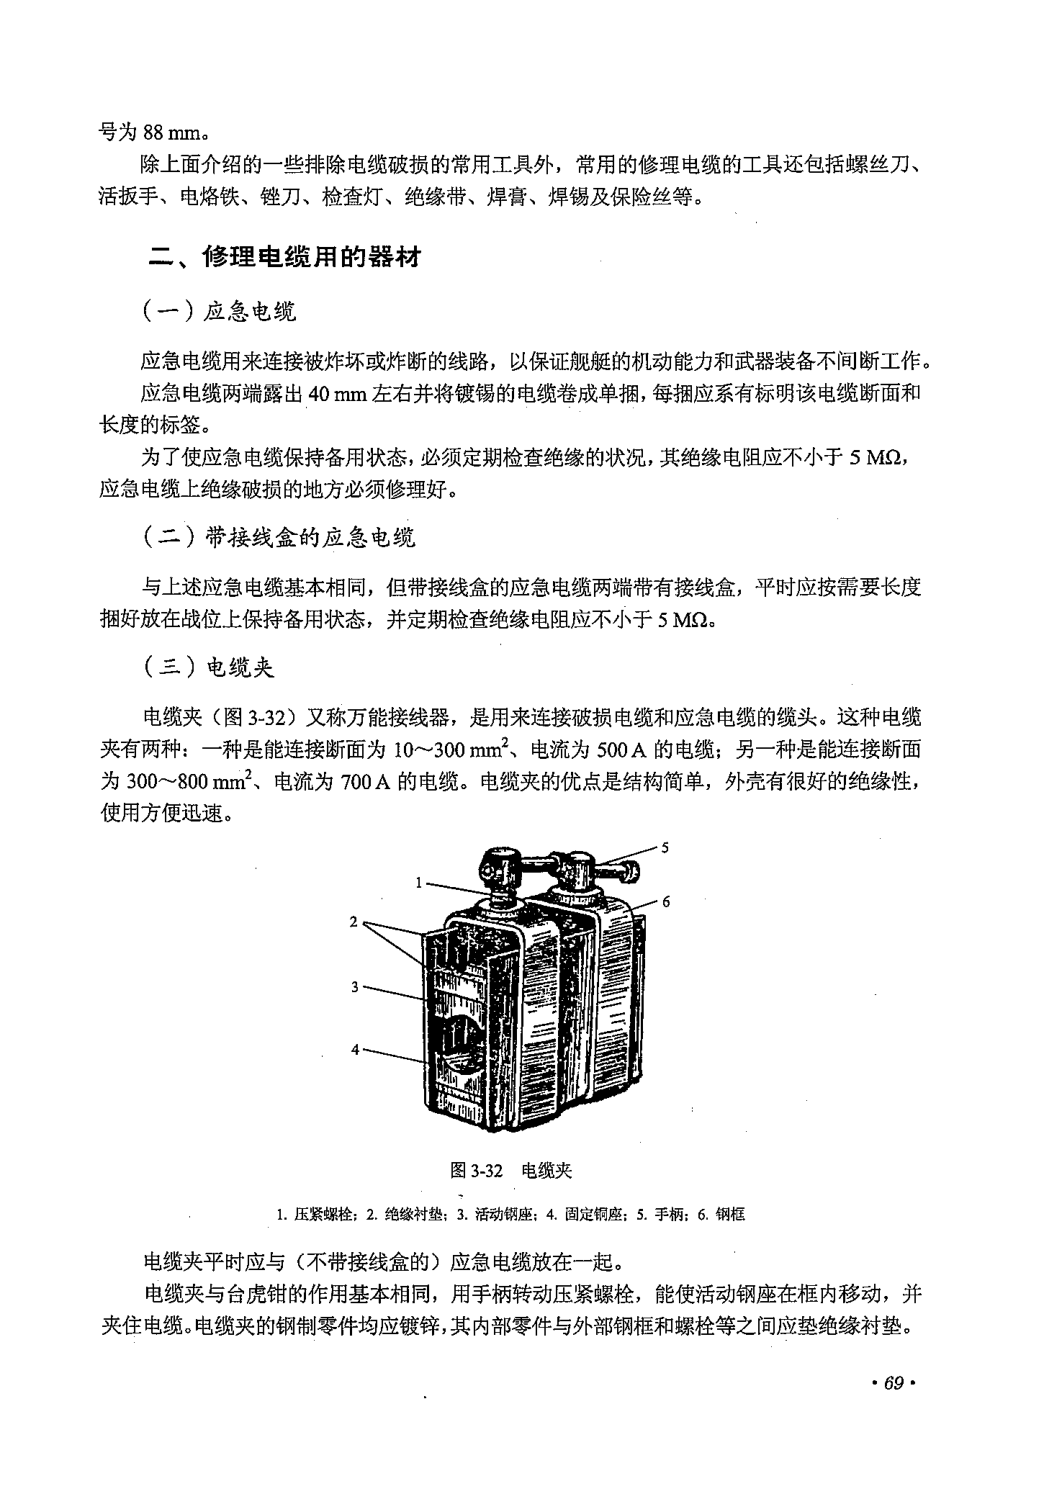 号为 88 mm。
除上面介绍的一些排除电缆破损的常用工具外，常用的修理电缆的工具还包括螺丝刀、
活扳手、电烙铁、锉刀、检查灯、绝缘带、焊膏、焊锡及保险丝等。
二、修理电缆用的器材
（一）应急电缆
应急电缆用来连接被炸坏或炸断的线路，以保证舰艇的机动能力和武器装备不间断工作。
应急电缆两端露出 40 mm 左右并将镀锡的电缆卷成单捆，每捆应系有标明该电缆断面和
长度的标签。
为了使应急电缆保持备用状态，必须定期检查绝缘的状况，其绝缘电阻应不小于 5 MΩ，
应急电缆上绝缘破损的地方必须修理好。
（二）带接线盒的应急电缆
与上述应急电缆基本相同，但带接线盒的应急电缆两端带有接线盒，平时应按需要长度
捆好放在战位上保持备用状态，并定期检查绝缘电阻应不小于 5 MΩ。
（三）电缆夹
电缆夹（图 3-32）又称万能接线器，是用来连接破损电缆和应急电缆的缆头。这种电缆
夹有两种：一种是能连接断面为 10～300 mm²、电流为 500 A 的电缆；另一种是能连接断面
为 300～800 mm²、电流为 700 A 的电缆。电缆夹的优点是结构简单，外壳有很好的绝缘性，
使用方便迅速。
5
1
6
2
3
4
图 3-32 电缆夹
1. 压紧螺栓；2. 绝缘衬垫；3. 活动钢座；4. 固定铜座；5. 手柄；6. 钢框
电缆夹平时应与（不带接线盒的）应急电缆放在一起。
电缆夹与台虎钳的作用基本相同，用手柄转动压紧螺栓，能使活动钢座在框内移动，并
夹住电缆。电缆夹的钢制零件均应镀锌，其内部零件与外部钢框和螺栓等之间应垫绝缘衬垫。
·69·